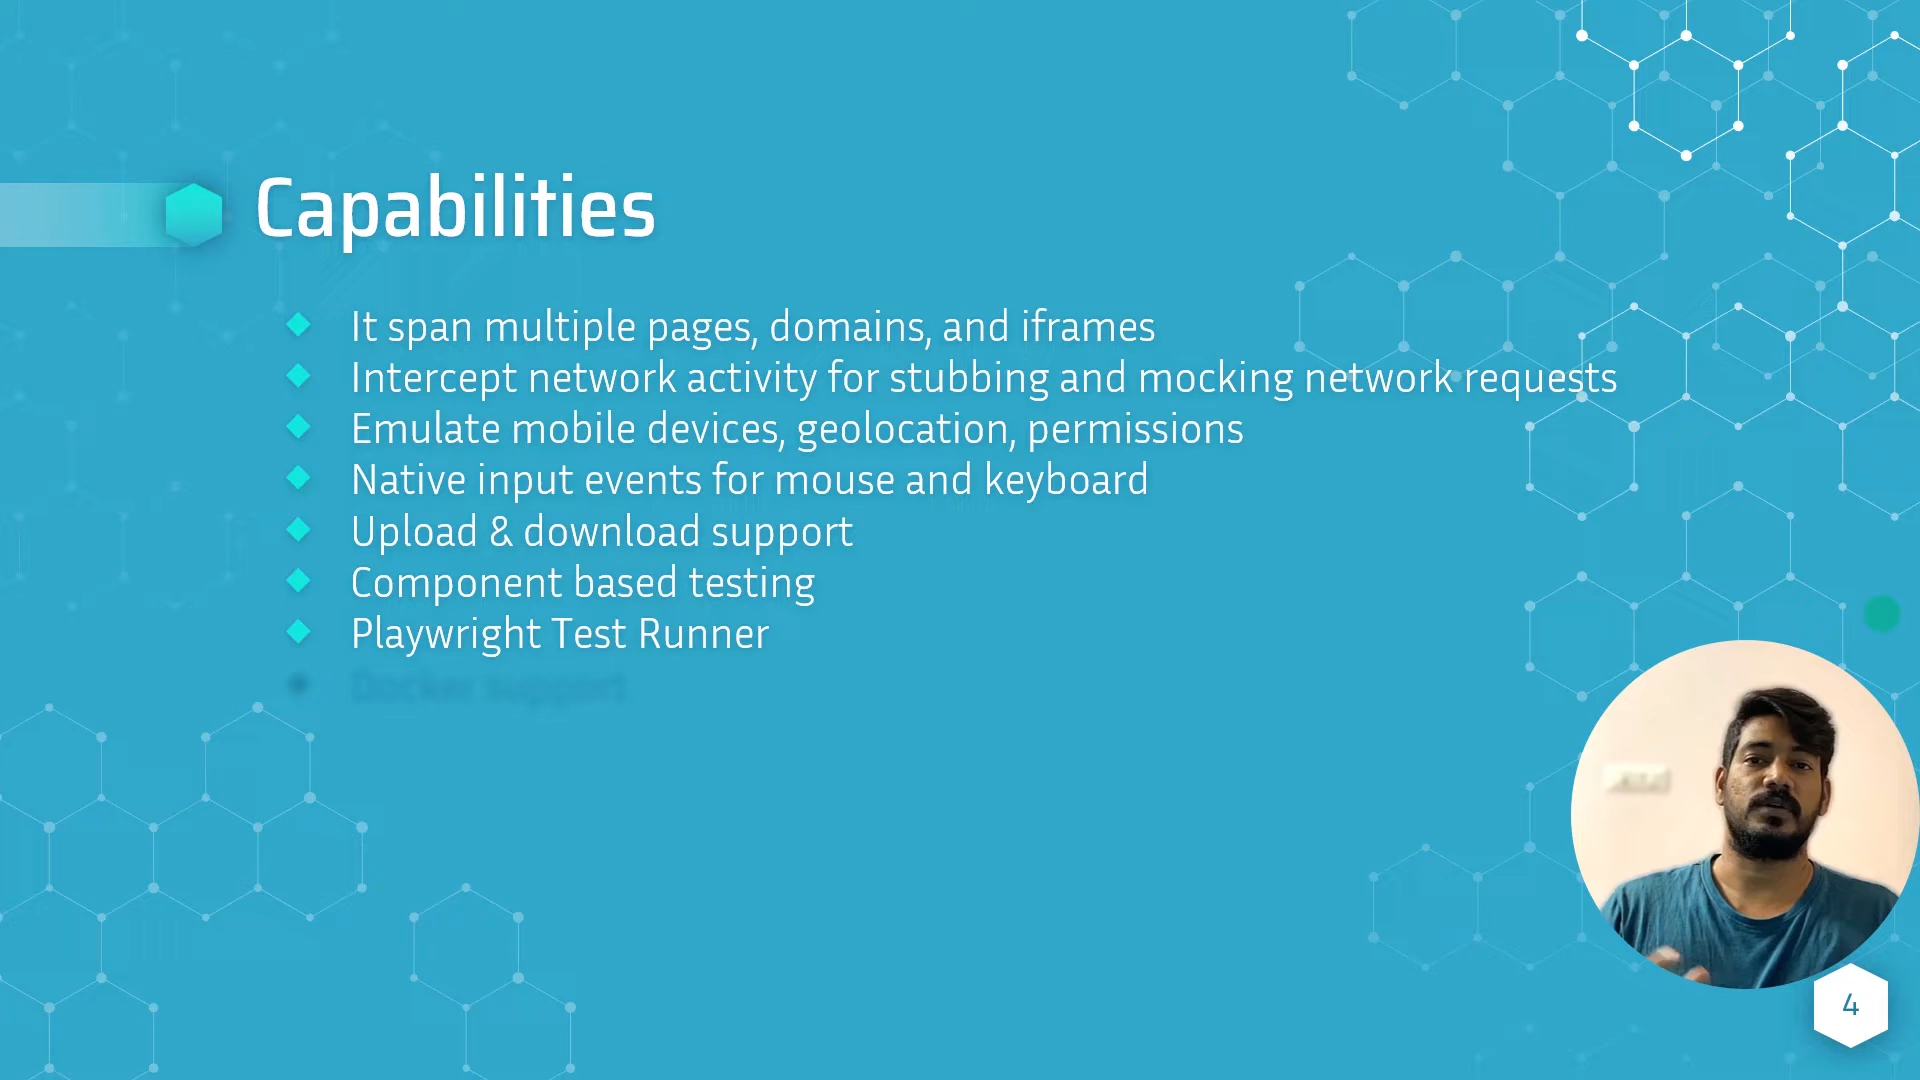 Capabilities
It span multiple pages, domains, and iframes
Intercept network activity for stubbing and mocking network requests
Emulate mobile devices, geolocation, permissions
Native input events for mouse and keyboard
Upload & download support
Component based testing
Playwright Test Runner
Docker support
4